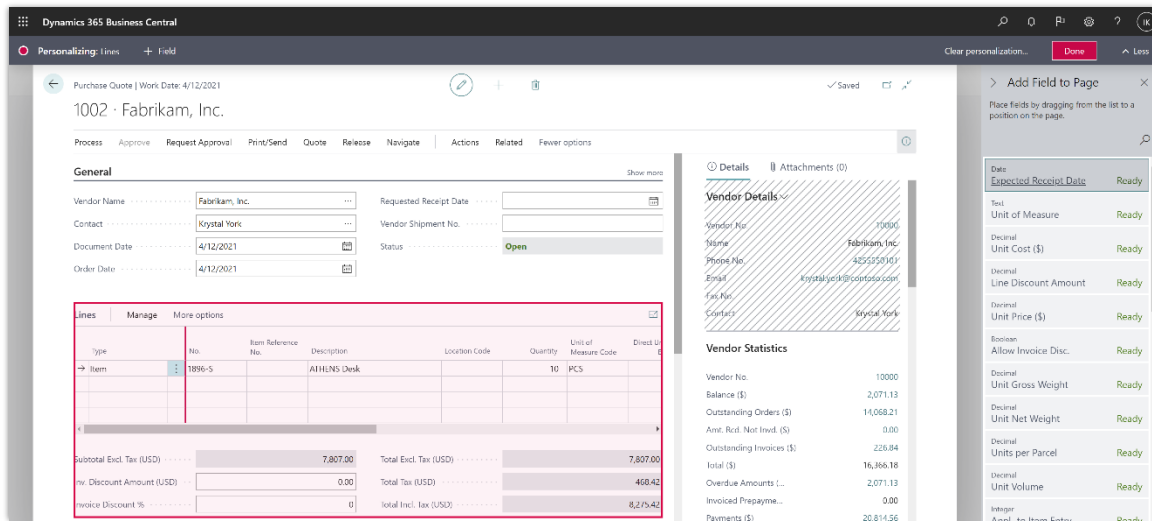 Dynamics 365 Business Central
IK
Personalizing: Lines + Field Clear personalization... Done Less
Purchase Quote | Work Date: 4/12/2021 Saved
1002 · Fabrikam, Inc.
Process Approve Request Approval Print/Send Quote Release Navigate Actions Related Fewer options
General Show more
Vendor Name Fabrikam, Inc. Requested Receipt Date
Contact Krystal York Vendor Shipment No.
Document Date 4/12/2021 Status Open
Order Date 4/12/2021
Lines Manage More options
Type No. Item Reference No. Description Location Code Quantity Unit of Measure Code Direct
Item 1896-S ATHENS Desk 10 PCS
Subtotal Excl. Tax (USD) 7,807.00 Total Excl. Tax (USD) 7,807.00
Inv. Discount Amount (USD) 0.00 Total Tax (USD) 468.42
Invoice Discount % 0 Total Incl. Tax (USD) 8,275.42
Details Attachments (0)
Vendor Details
Vendor No. 10000
Name Fabrikam, Inc.
Phone No. 4255550101
Email krystal.york@contoso.com
Fax No.
Contact Krystal York
Vendor Statistics
Vendor No. 10000
Balance ($) 2,071.13
Outstanding Orders ($) 14,068.21
Amt. Rcd. Not Invd. ($) 0.00
Outstanding Invoices ($) 226.84
Total ($) 16,366.18
Overdue Amounts (... 2,071.13
Invoiced Prepayme... 0.00
Payments ($) 20,814.56
Add Field to Page
Place fields by dragging from the list to a
position on the page.
Date
Expected Receipt Date Ready
Text
Unit of Measure Ready
Decimal
Unit Cost ($) Ready
Decimal
Line Discount Amount Ready
Decimal
Unit Price ($) Ready
Boolean
Allow Invoice Disc. Ready
Decimal
Unit Gross Weight Ready
Decimal
Unit Net Weight Ready
Decimal
Units per Parcel Ready
Decimal
Unit Volume Ready
Integer
Appl.-to Item Entry Ready